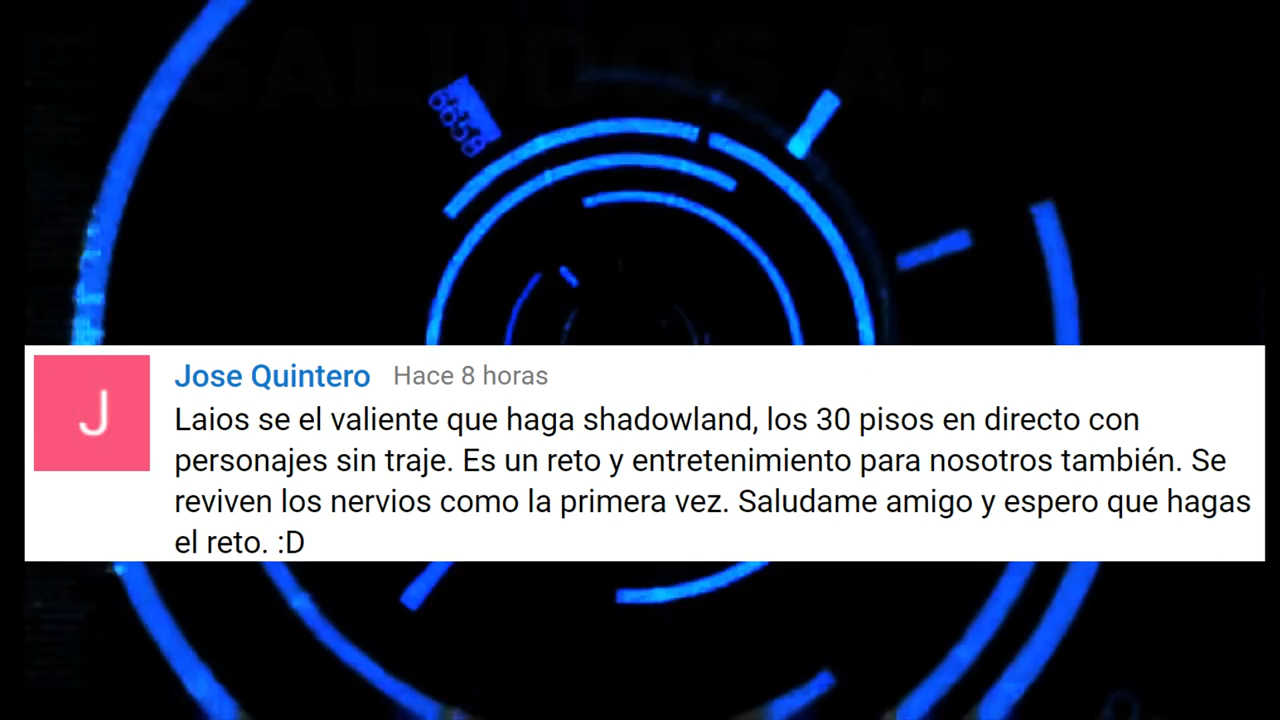 SALUDOS A:
6658
J
Jose Quintero Hace 8 horas
Laios se el valiente que haga shadowland, los 30 pisos en directo con
personajes sin traje. Es un reto y entretenimiento para nosotros también. Se
reviven los nervios como la primera vez. Saludame amigo y espero que hagas
el reto. :D